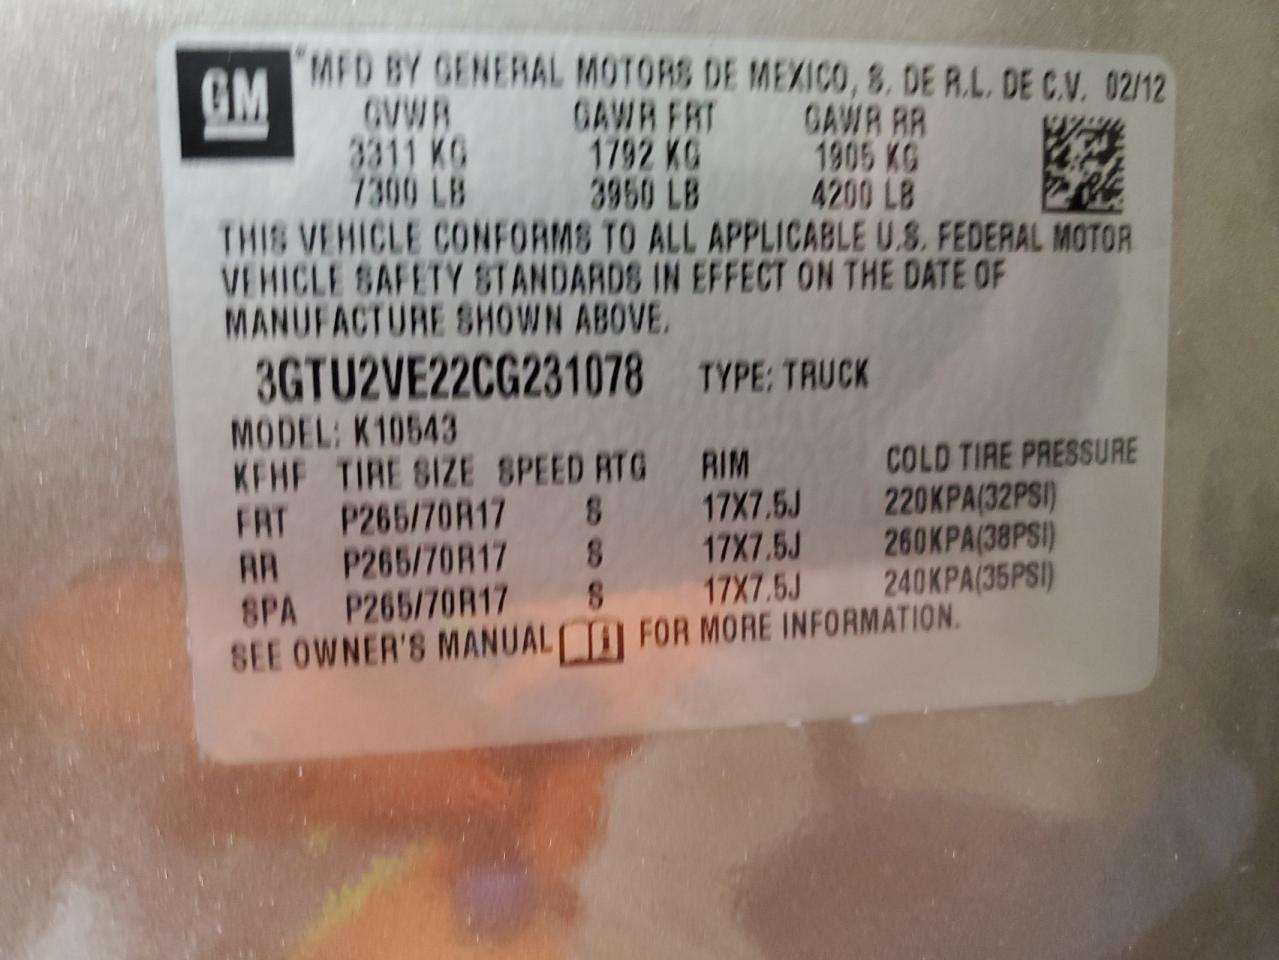 GM
*MFD BY GENERAL MOTORS DE MEXICO, S. DE R.L. DE C.V. 02/12
GVWR GAWR FRT GAWR RR
3311 KG 1792 KG 1905 KG
7300 LB 3950 LB 4200 LB
THIS VEHICLE CONFORMS TO ALL APPLICABLE U.S. FEDERAL MOTOR
VEHICLE SAFETY STANDARDS IN EFFECT ON THE DATE OF
MANUFACTURE SHOWN ABOVE.
3GTU2VE22CG231078 TYPE: TRUCK
MODEL: K10543
KFHF TIRE SIZE SPEED RTG RIM COLD TIRE PRESSURE
FRT P265/70R17 S 17X7.5J 220KPA(32PSI)
RR P265/70R17 S 17X7.5J 260KPA(38PSI)
SPA P265/70R17 S 17X7.5J 240KPA(35PSI)
SEE OWNER'S MANUAL FOR MORE INFORMATION.